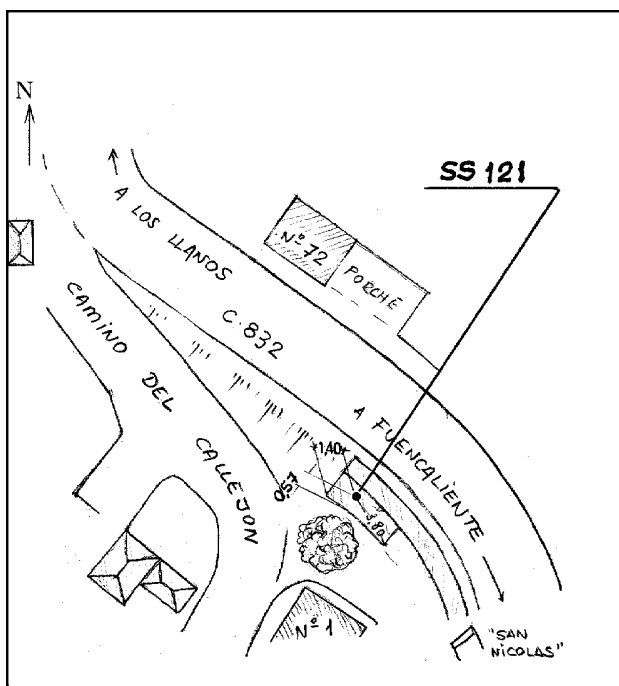 N
SS 121
A LOS LLANOS
Nº 72
PORCHE
C-832
CAMINO DEL CALLEJON
A FUENCALIENTE
1,40
0.57
3.80
Nº 1
"SAN
NICOLAS"